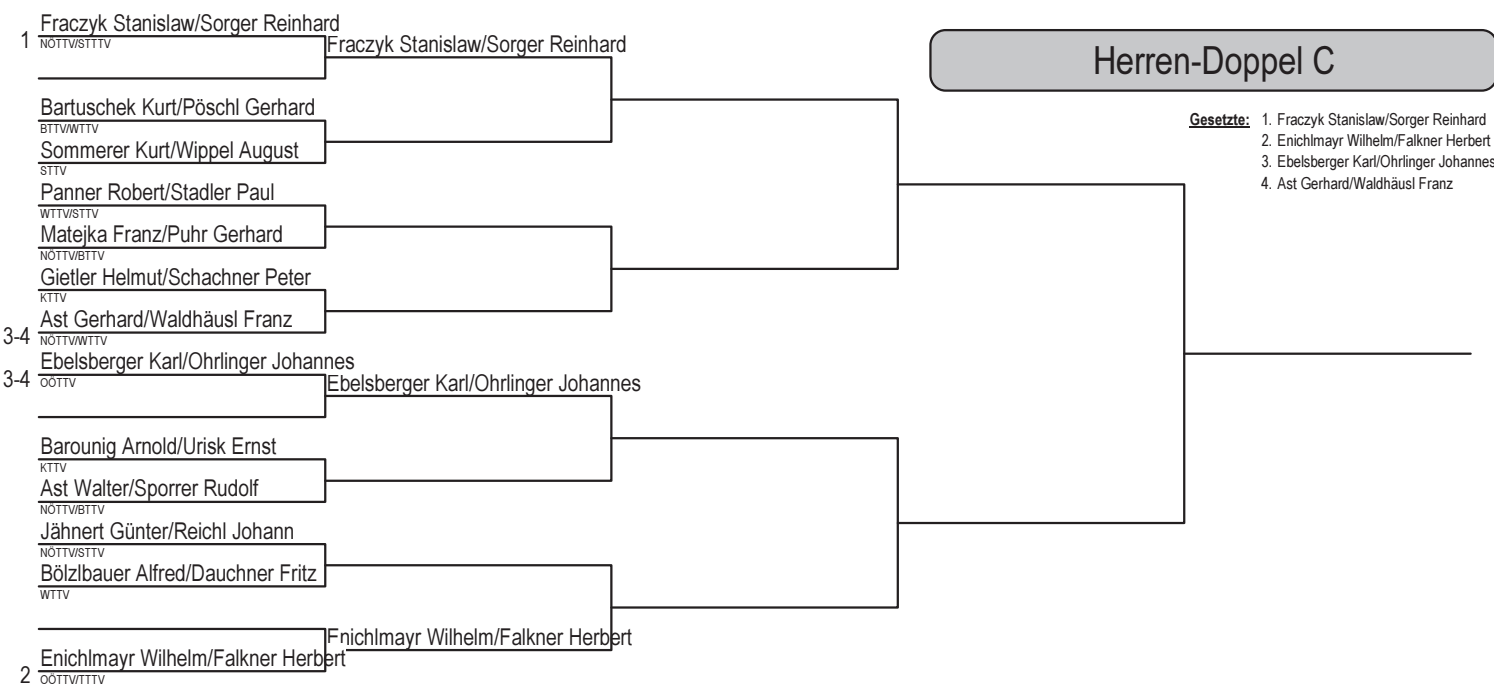 Fraczyk Stanislaw/Sorger Reinhard
1 NÖTTV/STTTV
Fraczyk Stanislaw/Sorger Reinhard
Herren-Doppel C
Bartuschek Kurt/Pöschl Gerhard
BTTV/WTTV
Gesetzte: 1. Fraczyk Stanislaw/Sorger Reinhard
2. Enichlmayr Wilhelm/Falkner Herbert
3. Ebelsberger Karl/Ohrlinger Johannes
4. Ast Gerhard/Waldhäusl Franz
Sommerer Kurt/Wippel August
STTV
Panner Robert/Stadler Paul
WTTV/STTV
Matejka Franz/Puhr Gerhard
NÖTTV/BTTV
Gietler Helmut/Schachner Peter
KTTV
Ast Gerhard/Waldhäusl Franz
3-4 NÖTTV/WTTV
Ebelsberger Karl/Ohrlinger Johannes
3-4 OÖTTV
Ebelsberger Karl/Ohrlinger Johannes
Barounig Arnold/Urisk Ernst
KTTV
Ast Walter/Sporrer Rudolf
NÖTTV/BTTV
Jähnert Günter/Reichl Johann
NÖTTV/STTV
Bölzlbauer Alfred/Dauchner Fritz
WTTV
Enichlmayr Wilhelm/Falkner Herbert
Enichlmayr Wilhelm/Falkner Herbert
2 OÖTTV/TTTV